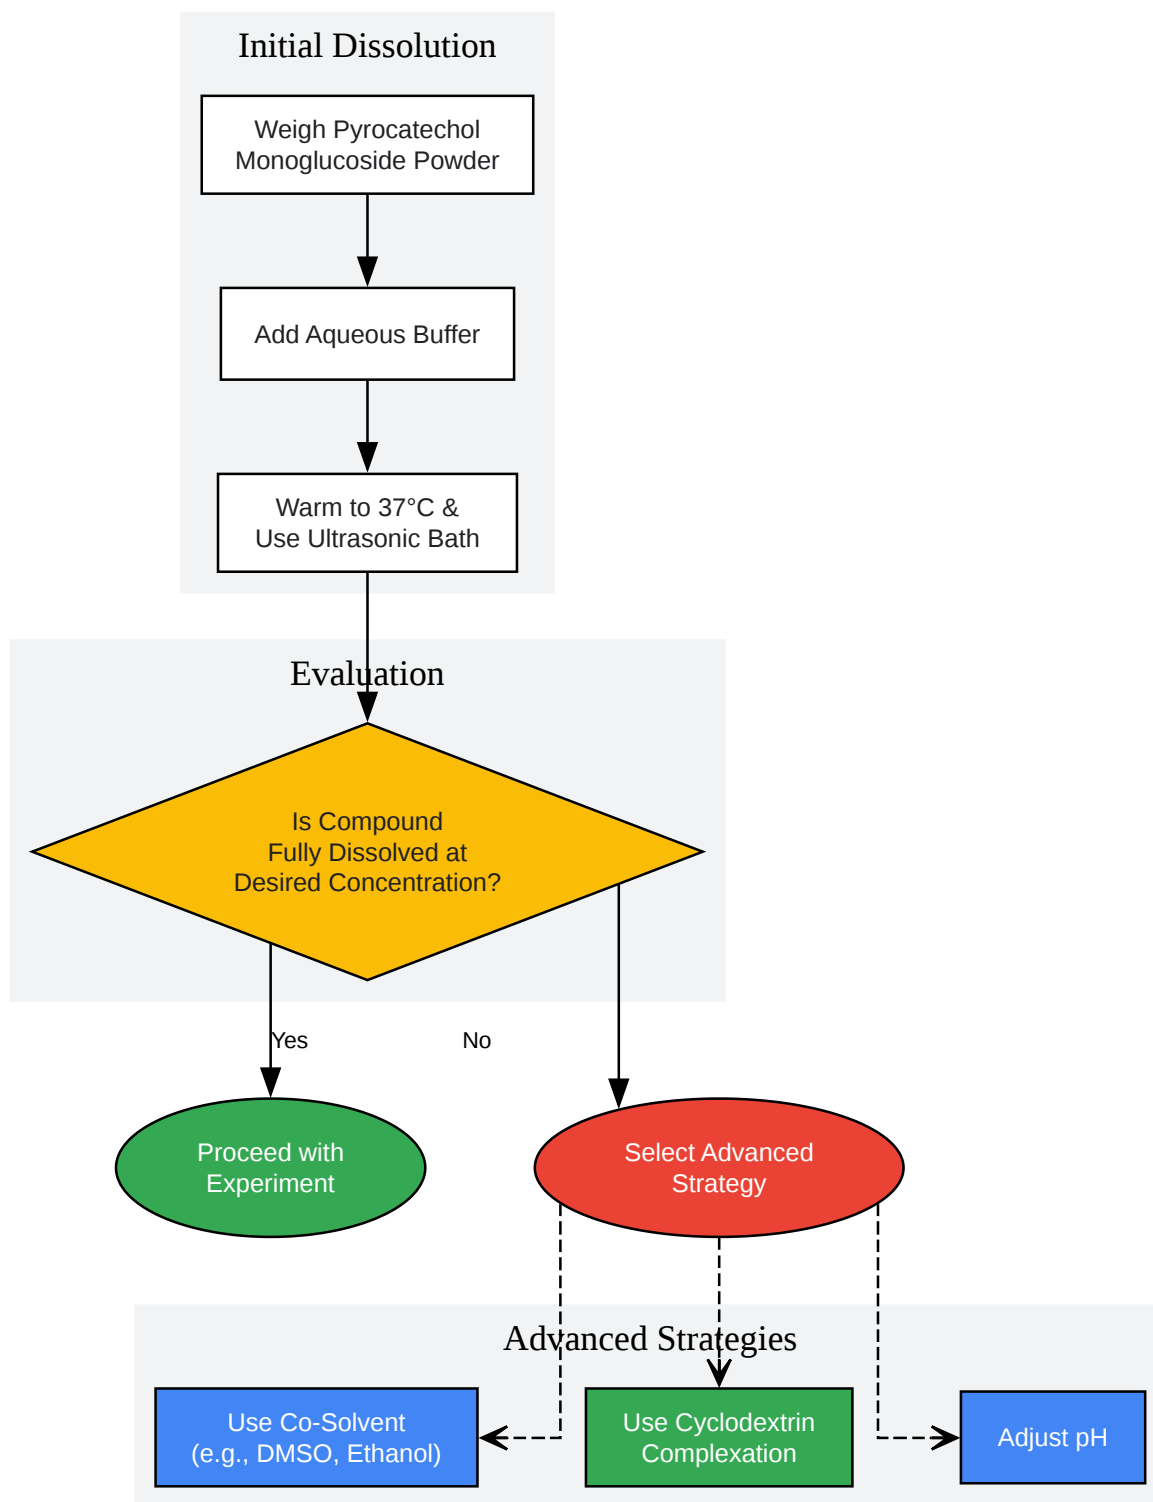 Initial Dissolution
Weigh Pyrocatechol
Monoglucoside Powder
Add Aqueous Buffer
Warm to 37°C &
Use Ultrasonic Bath
Evaluation
Is Compound
Fully Dissolved at
Desired Concentration?
Yes
No
Proceed with
Experiment
Select Advanced
Strategy
Advanced Strategies
Use Co-Solvent
(e.g., DMSO, Ethanol)
Use Cyclodextrin
Complexation
Adjust pH